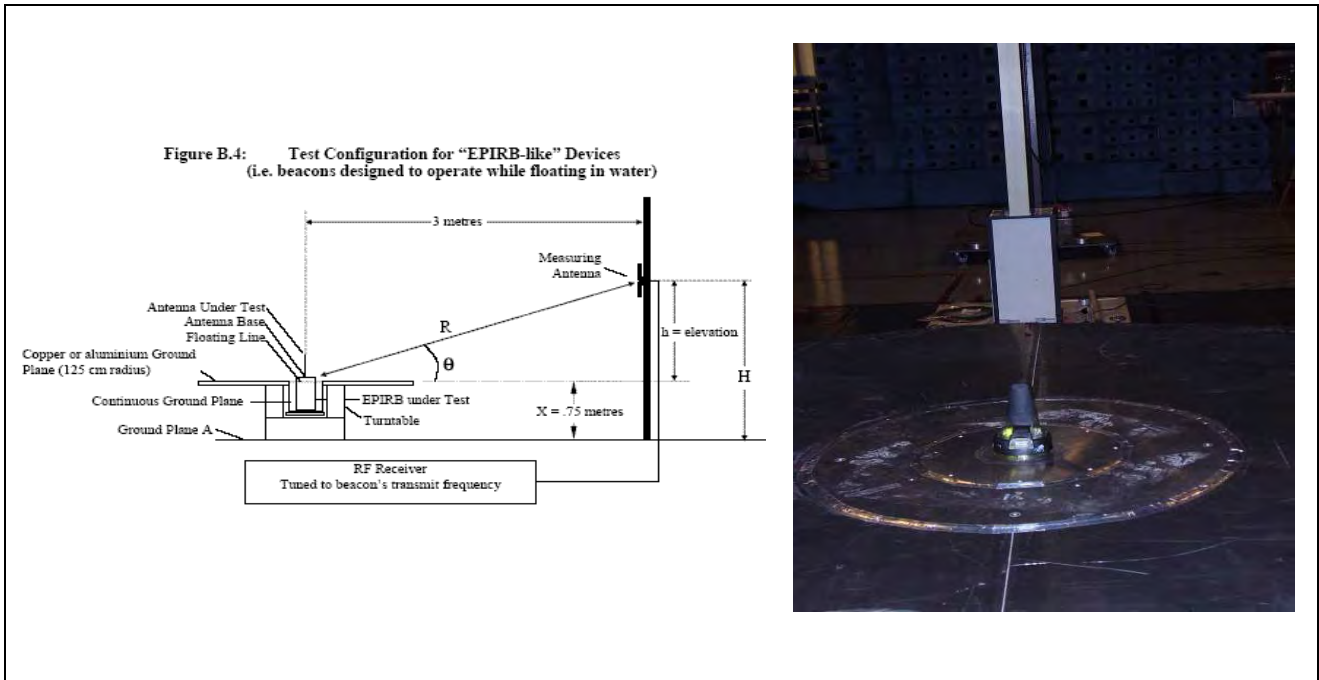 Figure B.4: Test Configuration for “EPIRB-like” Devices
(i.e. beacons designed to operate while floating in water)
3 metres
Measuring
Antenna
Antenna Under Test
Antenna Base
Floating Line
R
h = elevation
Copper or aluminium Ground
Plane (125 cm radius)
θ
H
Continuous Ground Plane
EPIRB under Test
X = .75 metres
Turntable
Ground Plane A
RF Receiver
Tuned to beacon’s transmit frequency